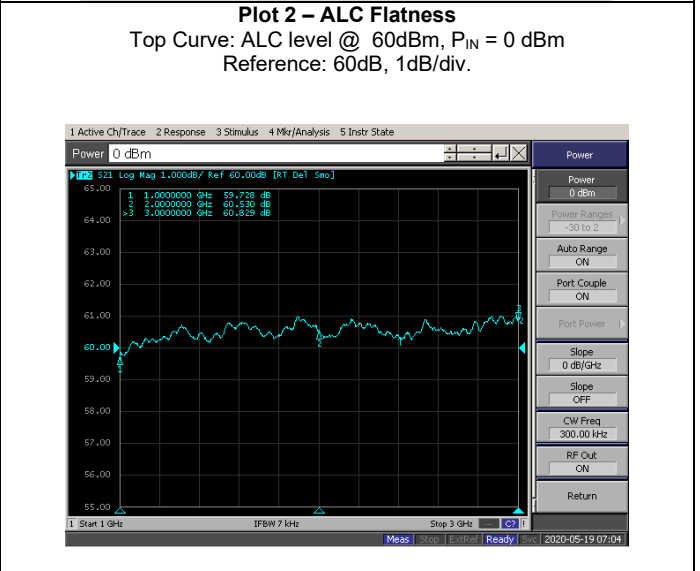 Plot 2 – ALC Flatness
Top Curve: ALC level @ 60dBm, PIN = 0 dBm
Reference: 60dB, 1dB/div.
1 Active Ch/Trace 2 Response 3 Stimulus 4 Mkr/Analysis 5 Instr State
Power 0 dBm
Tr2 S21 Log Mag 1.000dB/ Ref 60.00dB [RT Del Smo]
1 1.0000000 GHz 59.728 dB
2 2.0000000 GHz 60.530 dB
>3 3.0000000 GHz 60.829 dB
65.00
64.00
63.00
62.00
61.00
60.00
59.00
58.00
57.00
56.00
55.00
1
2
1 Start 1 GHz IFBW 7 kHz Stop 3 GHz --- C? !
Meas Stop ExtRef Ready Svc 2020-05-19 07:04
Power
Power
0 dBm
Power Ranges
-30 to 2
Auto Range
ON
Port Couple
ON
Port Power
Slope
0 dB/GHz
Slope
OFF
CW Freq
300.00 kHz
RF Out
ON
Return